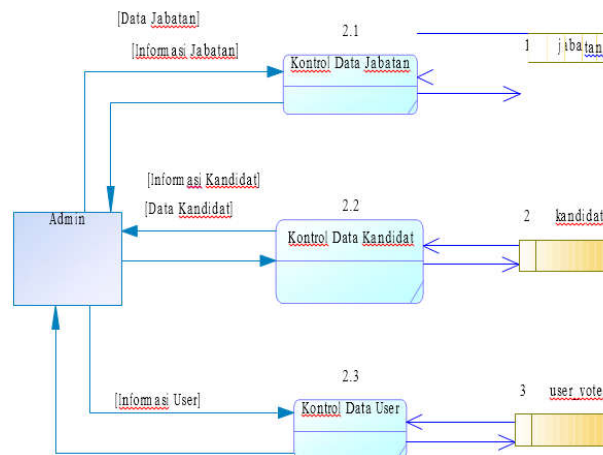 [Data Jabatan]
2.1
[Informasi Jabatan]
Kontrol Data Jabatan
1 jabatan
[Informasi Kandidat]
[Data Kandidat]
2.2
Admin
Kontrol Data Kandidat
2 kandidat
2.3
[Informasi User]
Kontrol Data User
3 user_vote